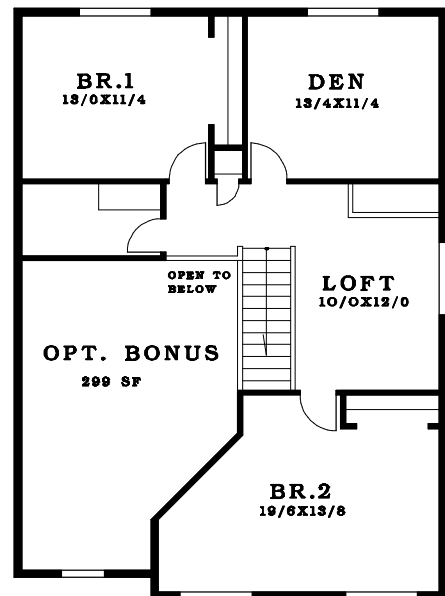 BR.1
13/0X11/4
DEN
13/4X11/4
OPEN TO
BELOW
LOFT
10/0X12/0
OPT. BONUS
299 SF
BR.2
19/6X13/8